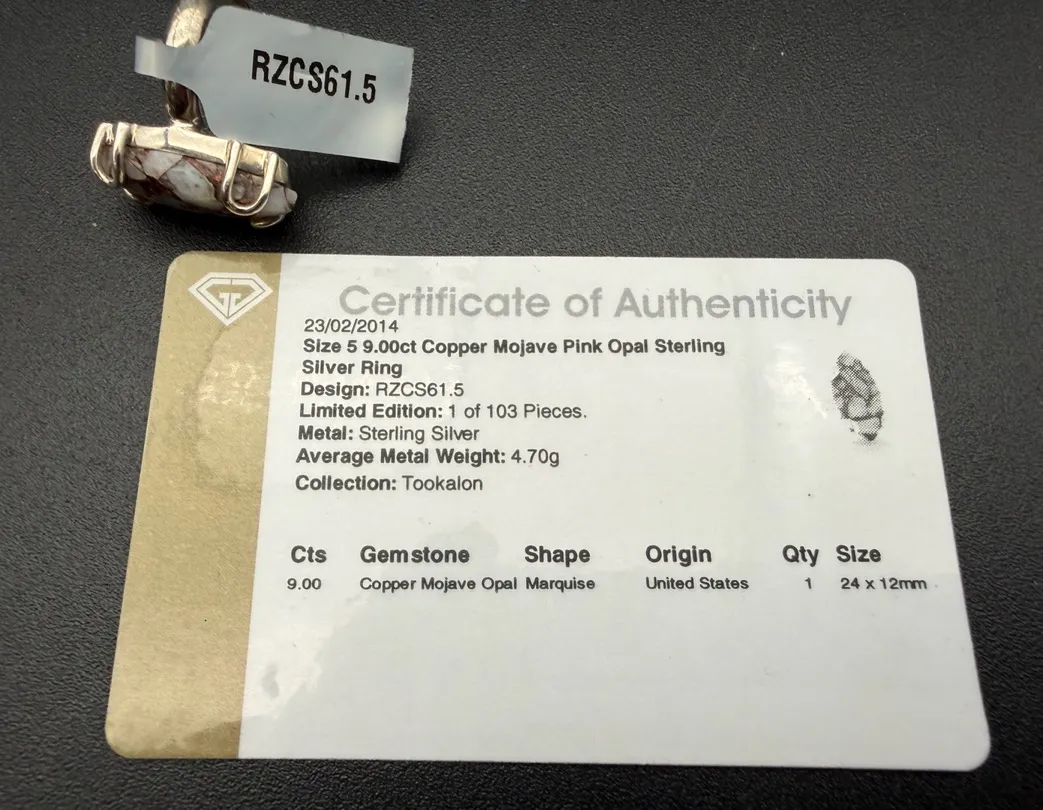 RZCS61.5
Certificate of Authenticity
23/02/2014
Size 5 9.00ct Copper Mojave Pink Opal Sterling
Silver Ring
Design: RZCS61.5
Limited Edition: 1 of 103 Pieces.
Metal: Sterling Silver
Average Metal Weight: 4.70g
Collection: Tookalon
Cts Gemstone Shape Origin Qty Size
9.00 Copper Mojave Opal Marquise United States 1 24 x 12mm